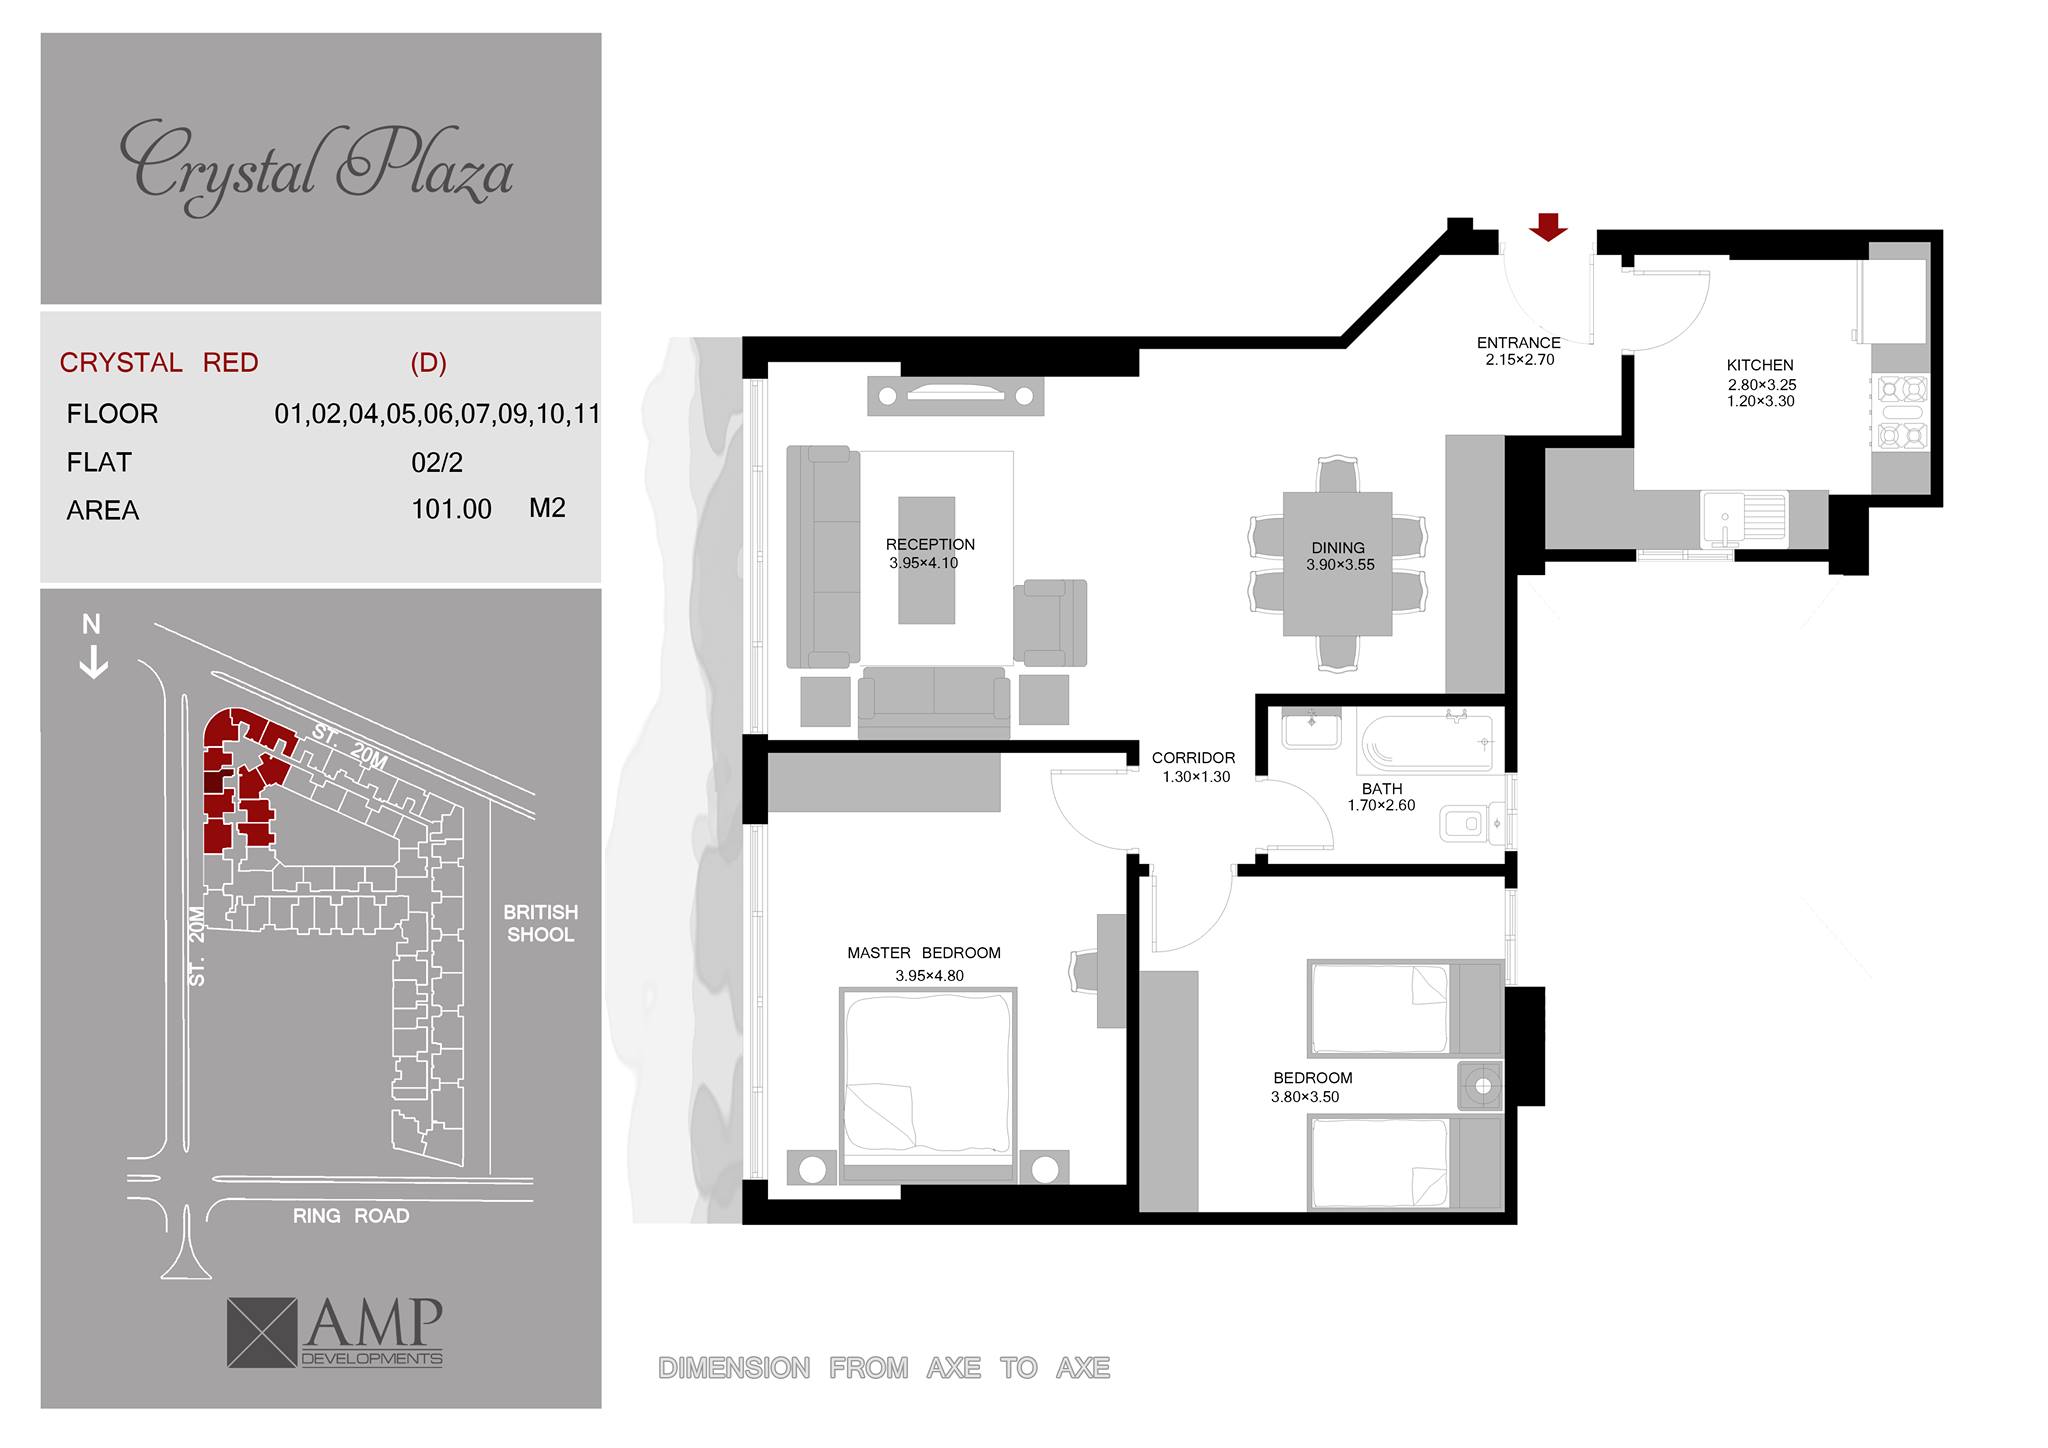 Crystal Plaza
CRYSTAL RED (D)
FLOOR 01,02,04,05,06,07,09,10,11
FLAT 02/2
AREA 101.00 M2
N
ST. 20M
ST. 20M
BRITISH
SHOOL
RING ROAD
AMP
DEVELOPMENTS
ENTRANCE
2.15×2.70
KITCHEN
2.80×3.25
1.20×3.30
RECEPTION
3.95×4.10
DINING
3.90×3.55
CORRIDOR
1.30×1.30
BATH
1.70×2.60
MASTER BEDROOM
3.95×4.80
BEDROOM
3.80×3.50
DIMENSION FROM AXE TO AXE